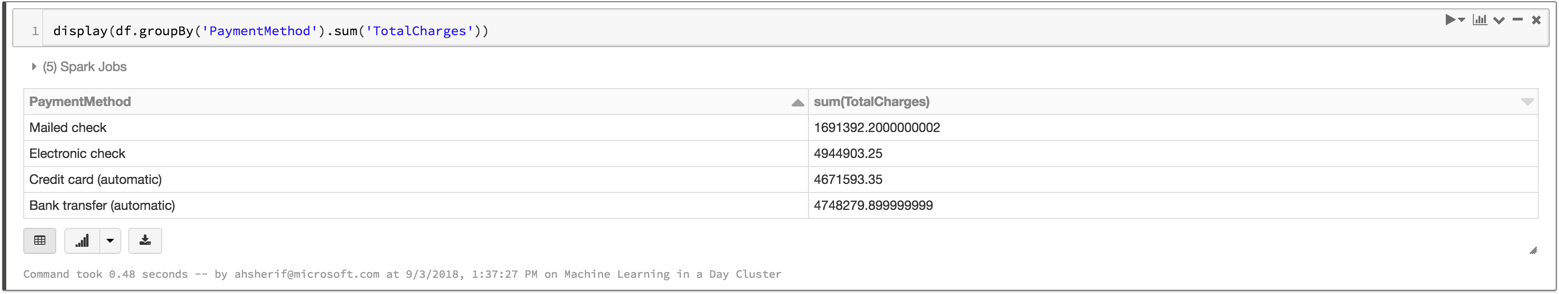 1 display(df.groupBy('PaymentMethod').sum('TotalCharges'))
(5) Spark Jobs
PaymentMethod sum(TotalCharges)
Mailed check 1691392.2000000002
Electronic check 4944903.25
Credit card (automatic) 4671593.35
Bank transfer (automatic) 4748279.899999999
Command took 0.48 seconds -- by ahsherif@microsoft.com at 9/3/2018, 1:37:27 PM on Machine Learning in a Day Cluster